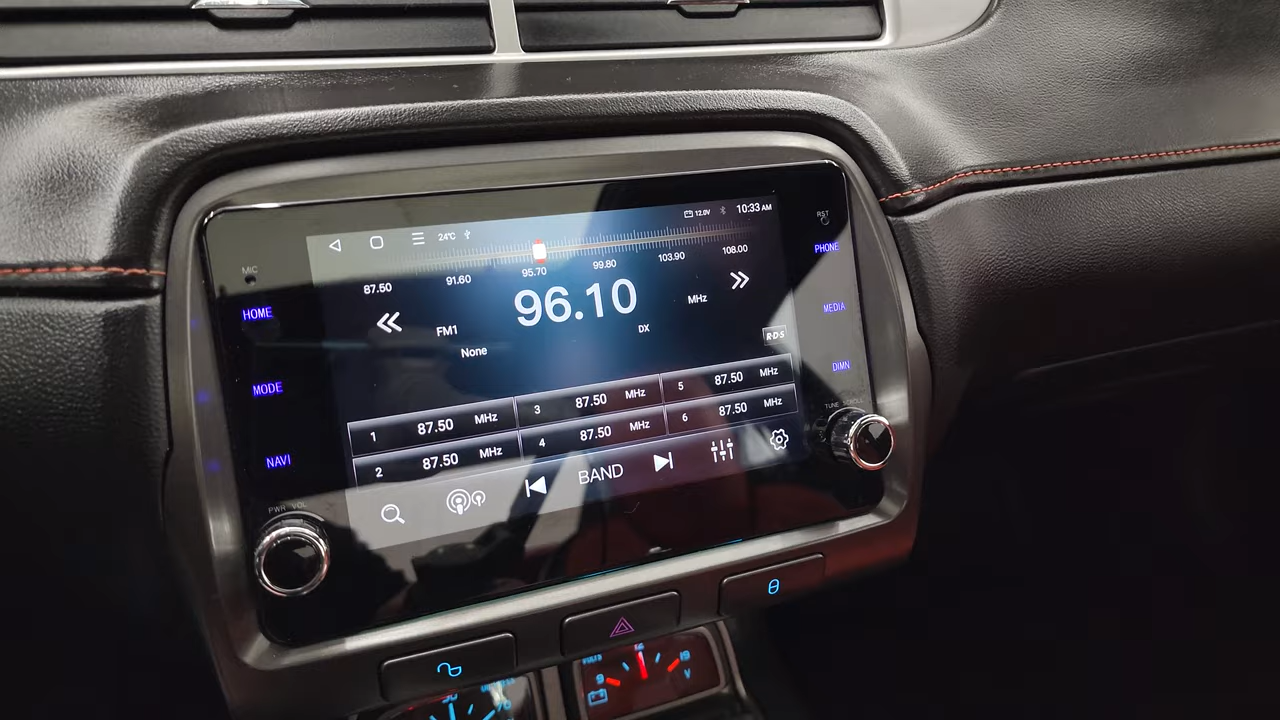 24°C
12.0V
10:33 AM
RST
MIC
PHONE
87.50
91.60
95.70
99.80
103.90
108.00
HOME
96.10
MHz
MEDIA
FM1
DX
RDS
None
MODE
DIMN
1 87.50 MHz
3 87.50 MHz
5 87.50 MHz
2 87.50 MHz
4 87.50 MHz
6 87.50 MHz
TUNE SCROLL
NAVI
BAND
PWR VOL
VOLTS
9
19
V